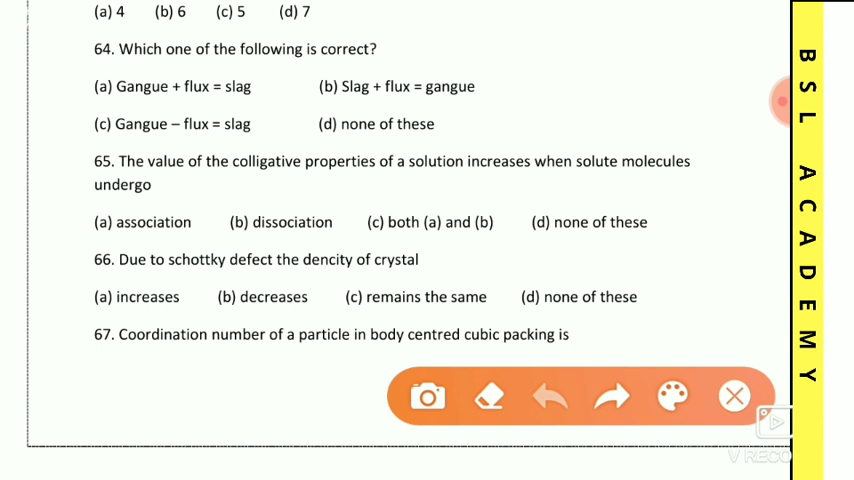 (a) 4 (b) 6 (c) 5 (d) 7
64. Which one of the following is correct?
(a) Gangue + flux = slag (b) Slag + flux = gangue
(c) Gangue – flux = slag (d) none of these
65. The value of the colligative properties of a solution increases when solute molecules
undergo
(a) association (b) dissociation (c) both (a) and (b) (d) none of these
66. Due to schottky defect the dencity of crystal
(a) increases (b) decreases (c) remains the same (d) none of these
67. Coordination number of a particle in body centred cubic packing is
BSL ACADEMY
V RECO